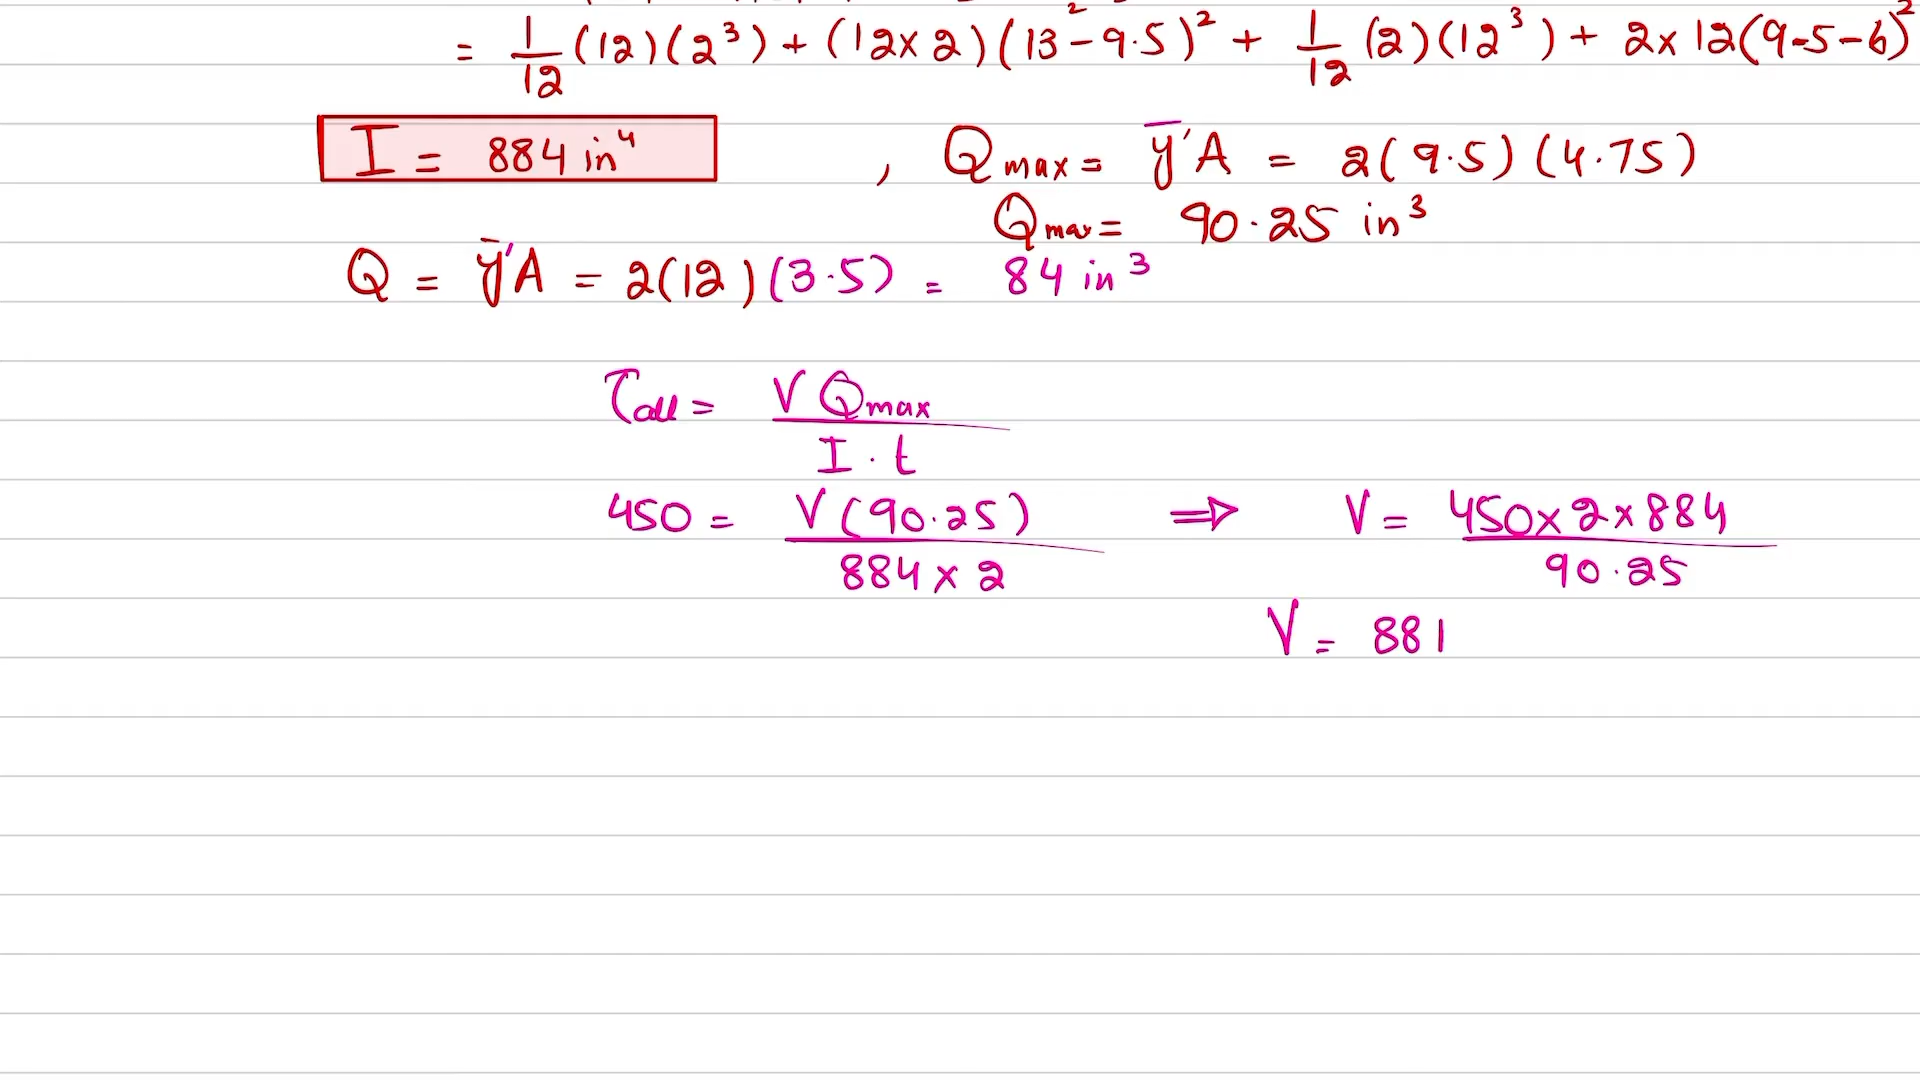 = 1/12 (12)(2³) + (12×2)(13²-9.5)² + 1/12 (2)(12³) + 2×12(9-5-6)²
I = 884 in⁴ , Qmax = ȳ'A = 2(9.5)(4.75)
Qmax = 90.25 in³
Q = ȳ'A = 2(12)(3.5) = 84 in³
τall = V Qmax / I · t
450 = V(90.25) / 884 × 2 ⇒ V = 450×2×884 / 90.25
V = 881